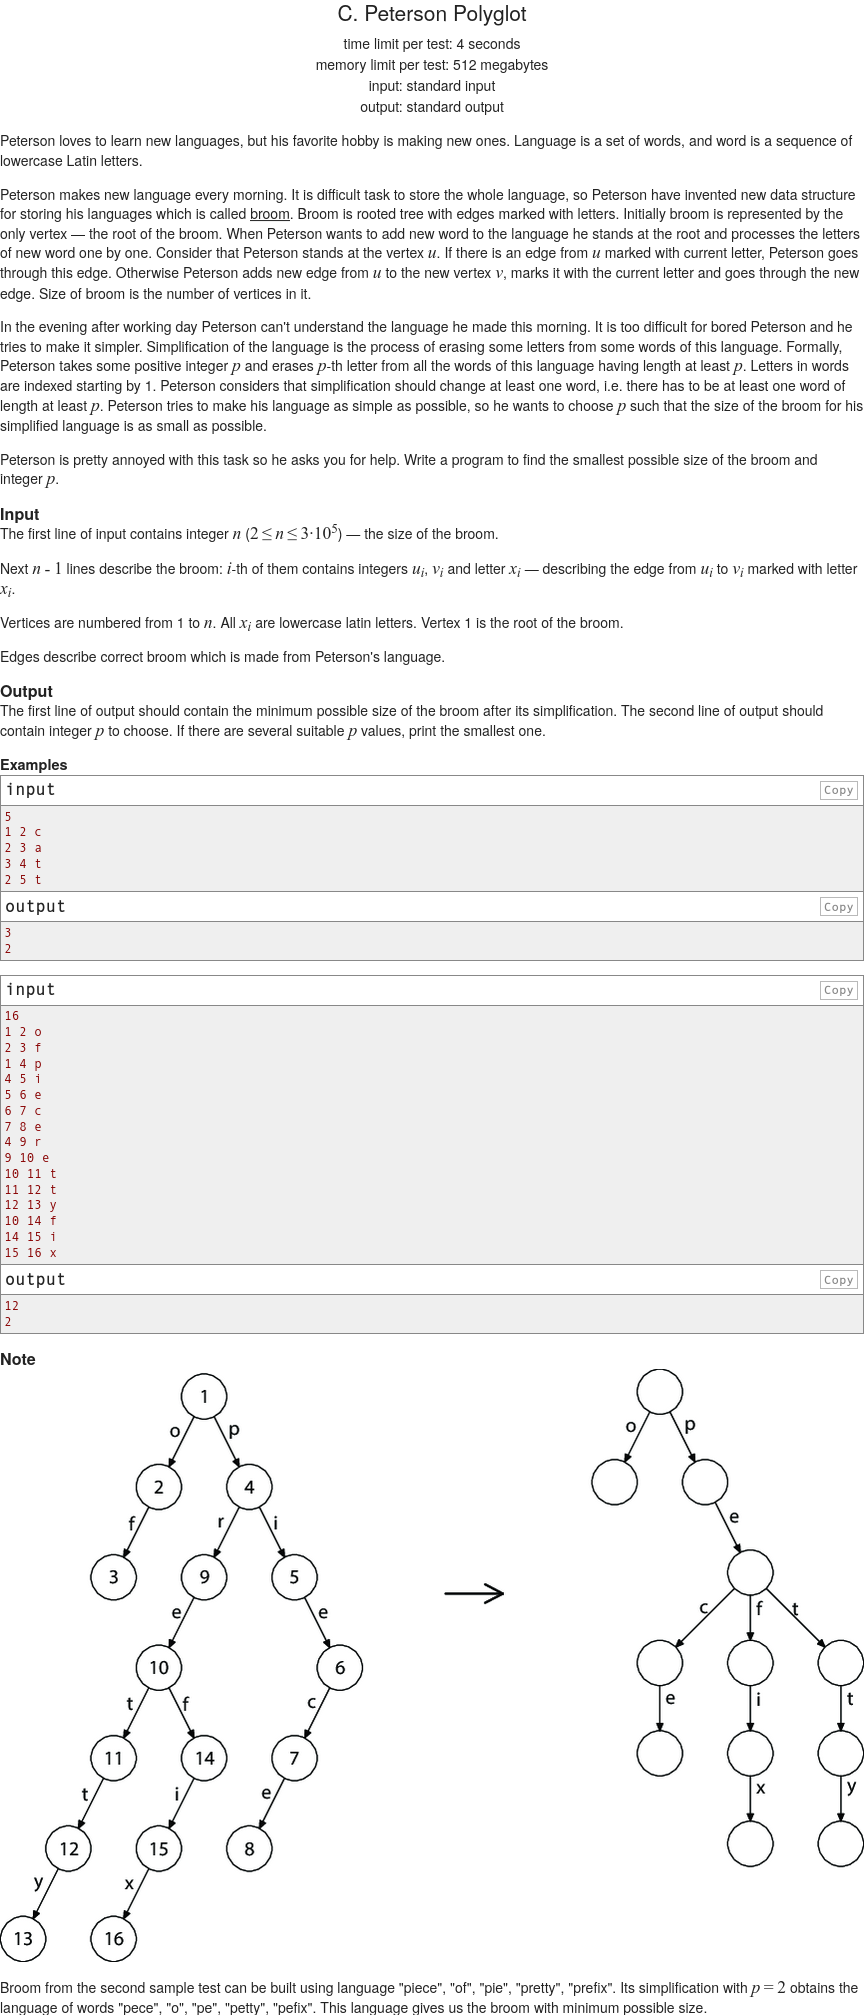 C. Peterson Polyglot
time limit per test: 4 seconds
memory limit per test: 512 megabytes
input: standard input
output: standard output
Peterson loves to learn new languages, but his favorite hobby is making new ones. Language is a set of words, and word is a sequence of
lowercase Latin letters.
Peterson makes new language every morning. It is difficult task to store the whole language, so Peterson have invented new data structure
for storing his languages which is called broom. Broom is rooted tree with edges marked with letters. Initially broom is represented by the
only vertex — the root of the broom. When Peterson wants to add new word to the language he stands at the root and processes the letters
of new word one by one. Consider that Peterson stands at the vertex u. If there is an edge from u marked with current letter, Peterson goes
through this edge. Otherwise Peterson adds new edge from u to the new vertex v, marks it with the current letter and goes through the new
edge. Size of broom is the number of vertices in it.
In the evening after working day Peterson can't understand the language he made this morning. It is too difficult for bored Peterson and he
tries to make it simpler. Simplification of the language is the process of erasing some letters from some words of this language. Formally,
Peterson takes some positive integer p and erases p-th letter from all the words of this language having length at least p. Letters in words
are indexed starting by 1. Peterson considers that simplification should change at least one word, i.e. there has to be at least one word of
length at least p. Peterson tries to make his language as simple as possible, so he wants to choose p such that the size of the broom for his
simplified language is as small as possible.
Peterson is pretty annoyed with this task so he asks you for help. Write a program to find the smallest possible size of the broom and
integer p.
Input
The first line of input contains integer n (2 ≤ n ≤ 3·10⁵) — the size of the broom.
Next n - 1 lines describe the broom: i-th of them contains integers uᵢ, vᵢ and letter xᵢ — describing the edge from uᵢ to vᵢ marked with letter
xᵢ.
Vertices are numbered from 1 to n. All xᵢ are lowercase latin letters. Vertex 1 is the root of the broom.
Edges describe correct broom which is made from Peterson's language.
Output
The first line of output should contain the minimum possible size of the broom after its simplification. The second line of output should
contain integer p to choose. If there are several suitable p values, print the smallest one.
Examples
input Copy
5
1 2 c
2 3 a
3 4 t
2 5 t
output Copy
3
2
input Copy
16
1 2 o
2 3 f
1 4 p
4 5 i
5 6 e
6 7 c
7 8 e
4 9 r
9 10 e
10 11 t
11 12 t
12 13 y
10 14 f
14 15 i
15 16 x
output Copy
12
2
Note
1
o p o p
2 4
f r i e
3 9 5
e e c f t
10 6
t f c e i t
11 14 7
t i e x y
12 15 8
y x
13 16
Broom from the second sample test can be built using language "piece", "of", "pie", "pretty", "prefix". Its simplification with p = 2 obtains the
language of words "pece", "o", "pe", "petty", "pefix". This language gives us the broom with minimum possible size.